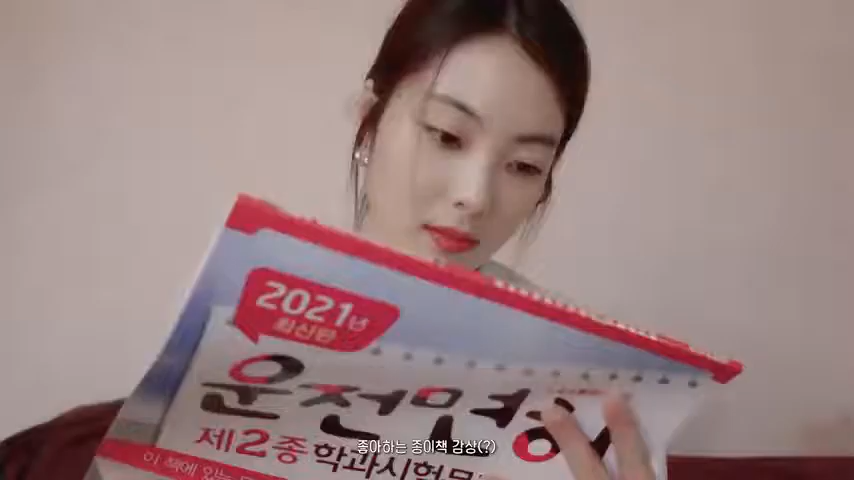 2021년
최신판
운전면허
제2종 학과시험문
이 책에 있는
좋아하는 종이책 감상(?)